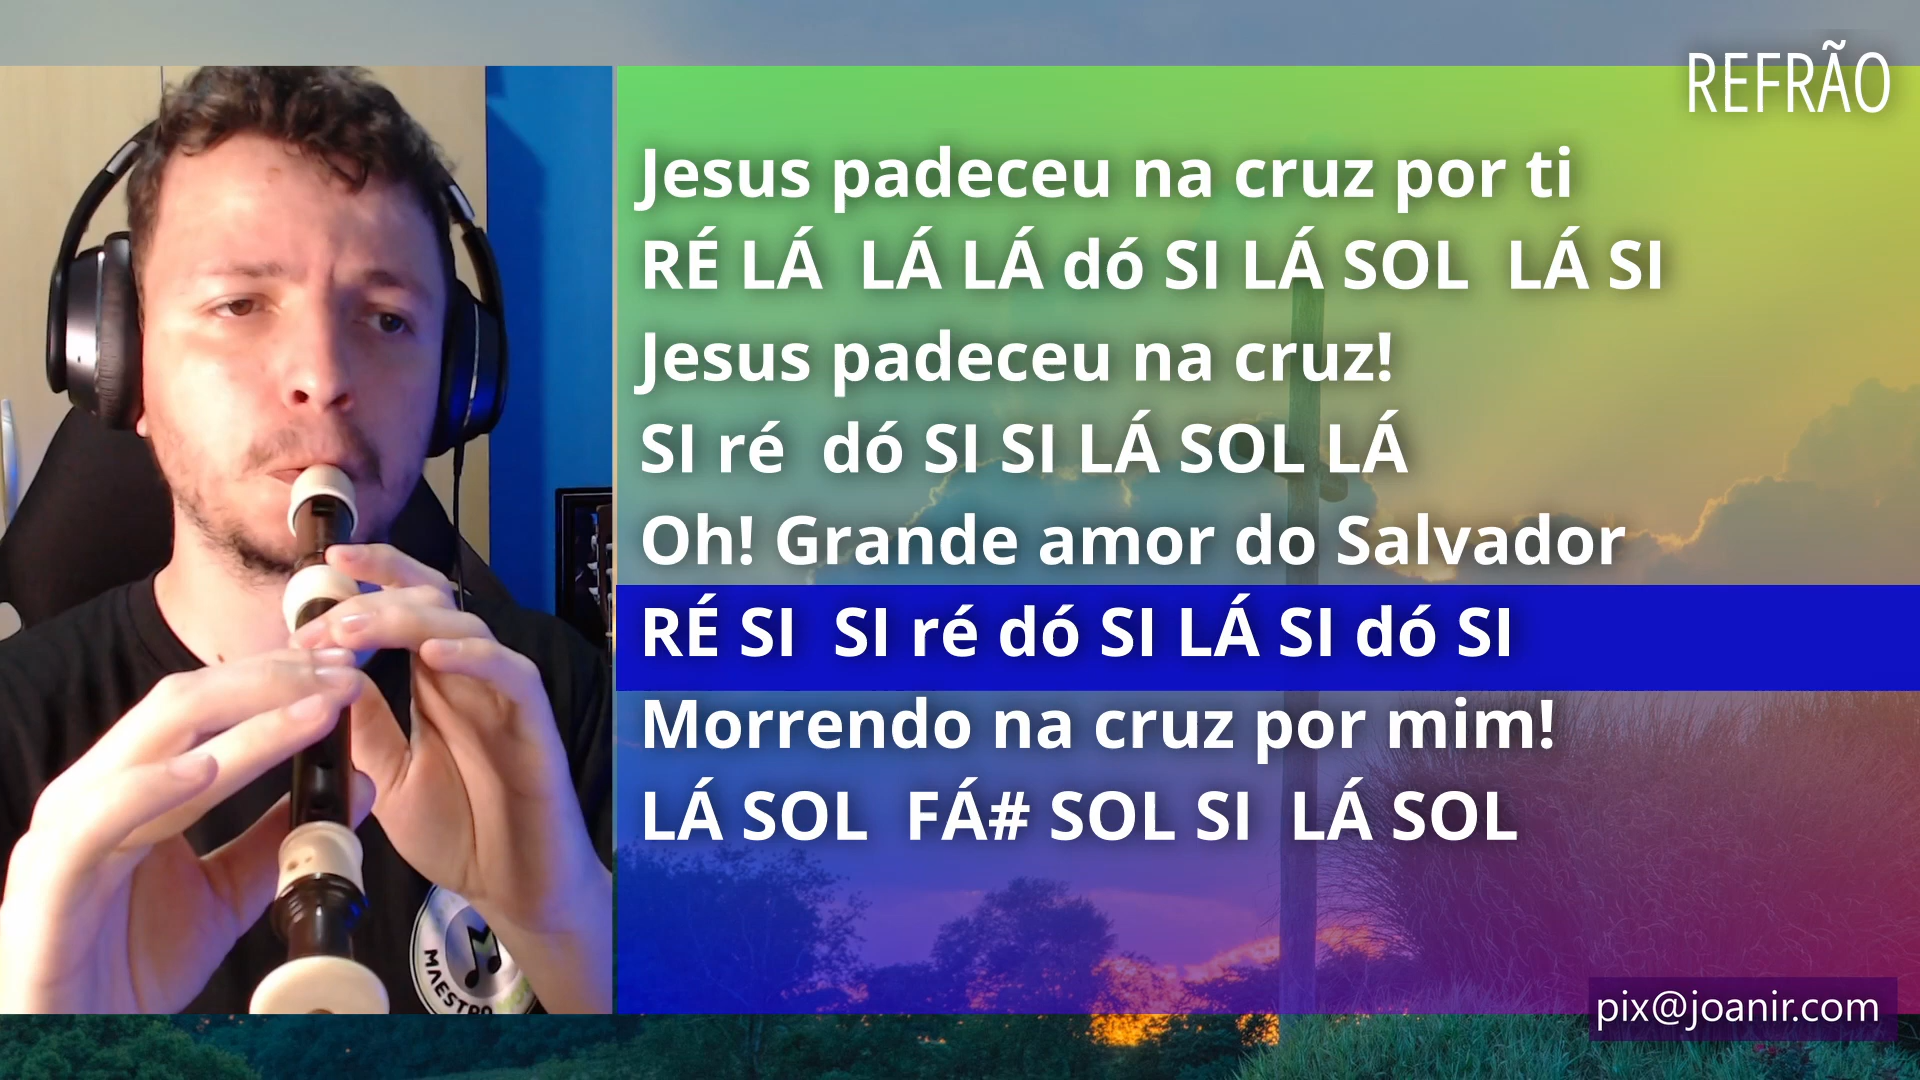 REFRÃO
Jesus padeceu na cruz por ti
RÉ LÁ  LÁ LÁ dó SI LÁ SOL  LÁ SI
Jesus padeceu na cruz!
SI ré  dó SI SI LÁ SOL LÁ
Oh! Grande amor do Salvador
RÉ SI  SI ré dó SI LÁ SI dó SI
Morrendo na cruz por mim!
LÁ SOL  FÁ# SOL SI  LÁ SOL
MAESTRO
pix@joanir.com